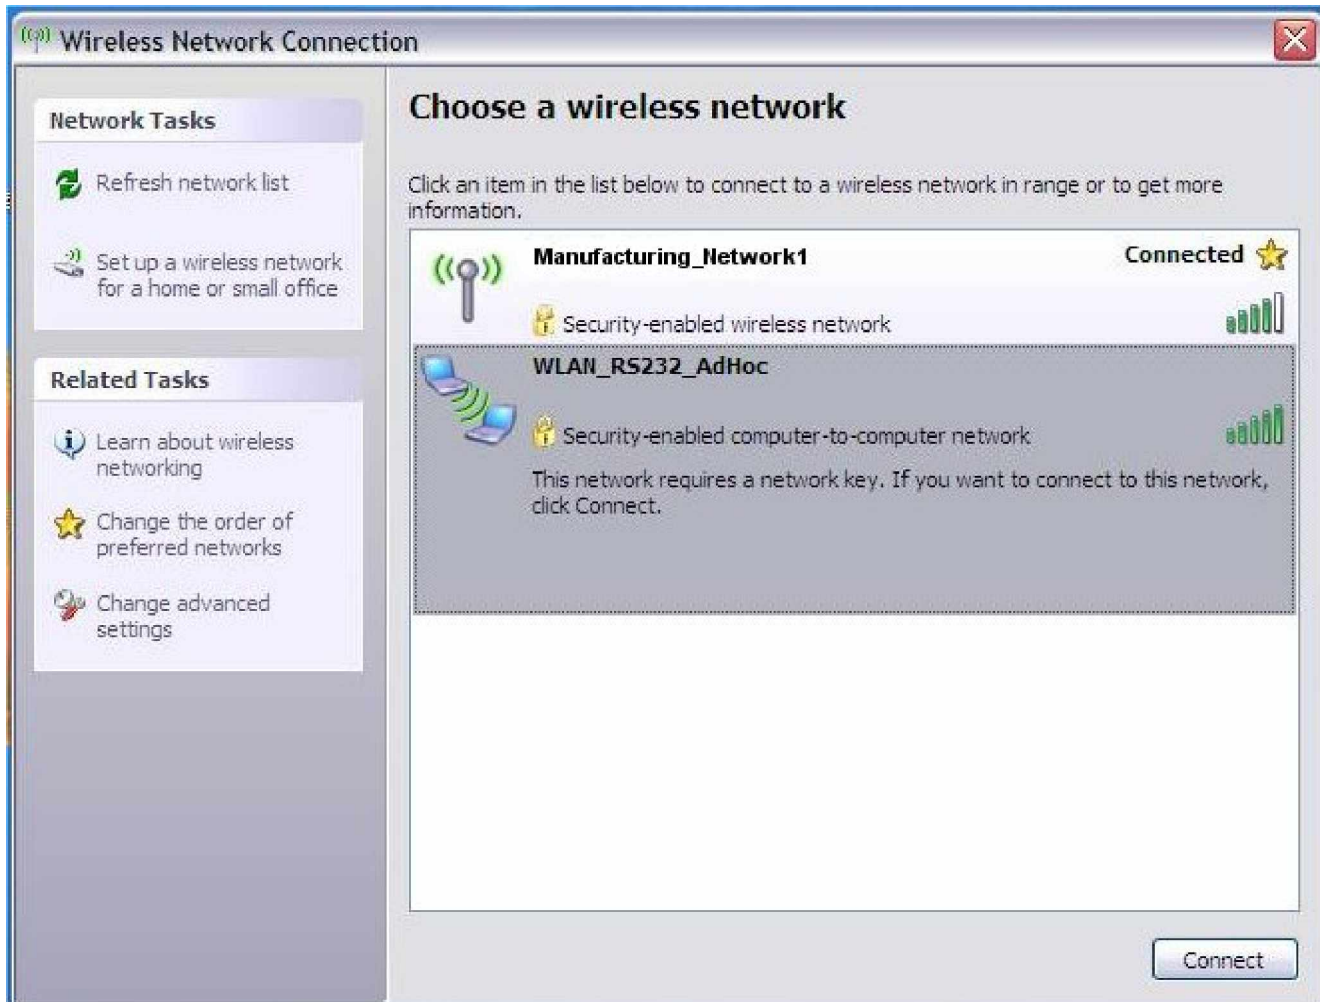 Wireless Network Connection
Network Tasks
Refresh network list
Set up a wireless network
for a home or small office
Related Tasks
Learn about wireless
networking
Change the order of
preferred networks
Change advanced
settings
Choose a wireless network
Click an item in the list below to connect to a wireless network in range or to get more
information.
Manufacturing_Network1
Connected
Security-enabled wireless network
WLAN_RS232_AdHoc
Security-enabled computer-to-computer network
This network requires a network key. If you want to connect to this network,
click Connect.
Connect